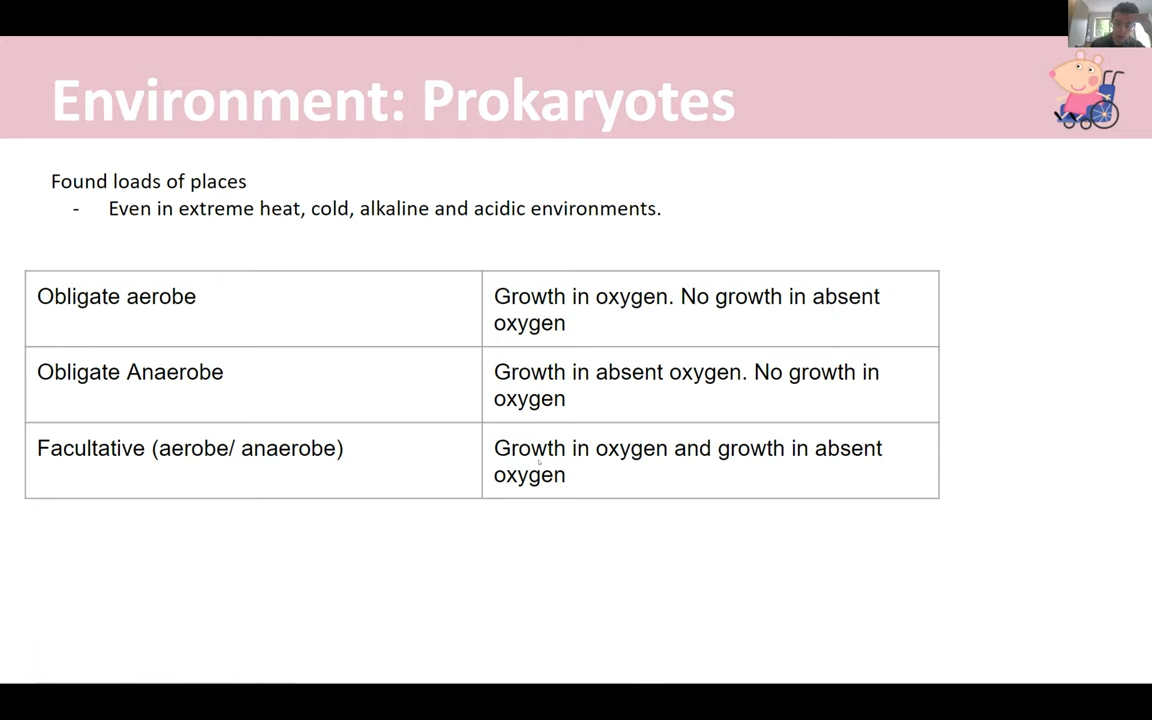 Environment: Prokaryotes
Found loads of places
- Even in extreme heat, cold, alkaline and acidic environments.
Obligate aerobe
Growth in oxygen. No growth in absent
oxygen
Obligate Anaerobe
Growth in absent oxygen. No growth in
oxygen
Facultative (aerobe/ anaerobe)
Growth in oxygen and growth in absent
oxygen